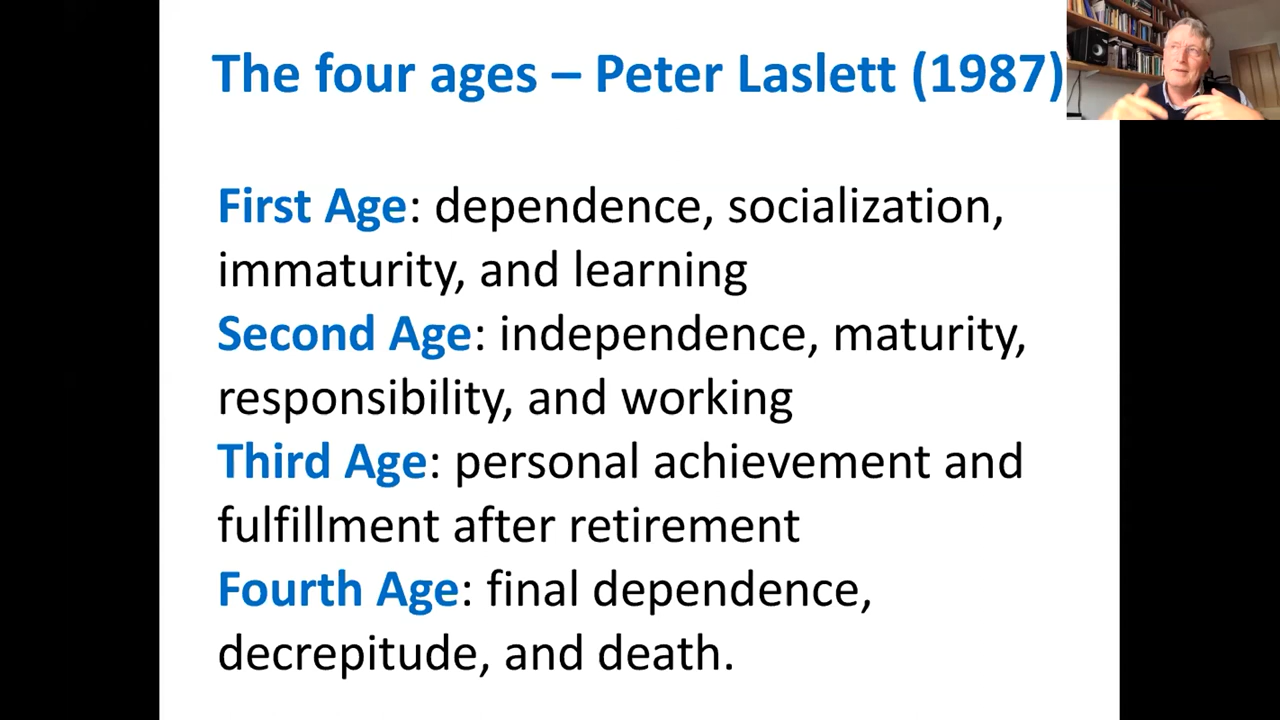 The four ages – Peter Laslett (1987)
First Age: dependence, socialization,
immaturity, and learning
Second Age: independence, maturity,
responsibility, and working
Third Age: personal achievement and
fulfillment after retirement
Fourth Age: final dependence,
decrepitude, and death.